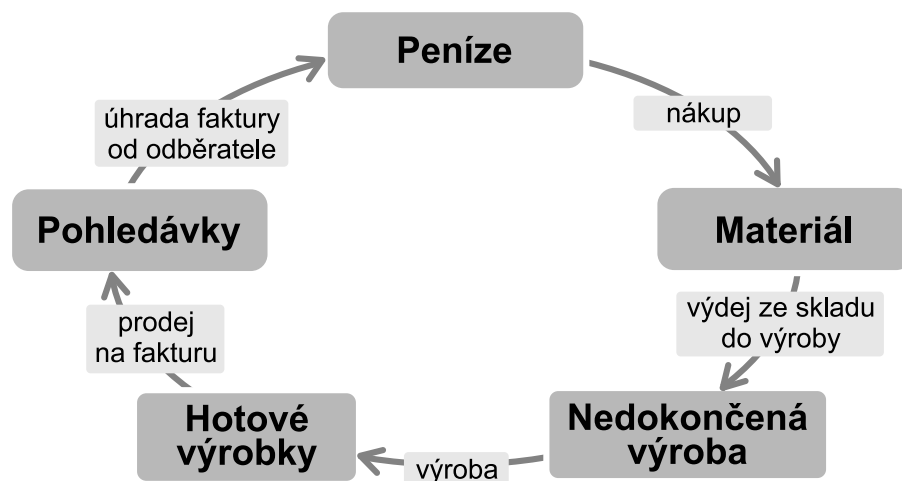 Peníze
nákup
Materiál
výdej ze skladu
do výroby
Nedokončená
výroba
výroba
Hotové
výrobky
prodej
na fakturu
Pohledávky
úhrada faktury
od odběratele